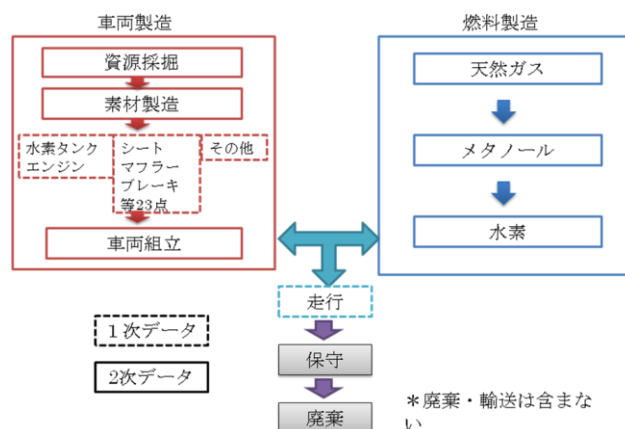 車両製造
資源採掘
素材製造
水素タンク
エンジン
シート
マフラー
ブレーキ
等23点
その他
車両組立
燃料製造
天然ガス
メタノール
水素
走行
保守
廃棄
1次データ
2次データ
*廃棄・輸送は含まな
い